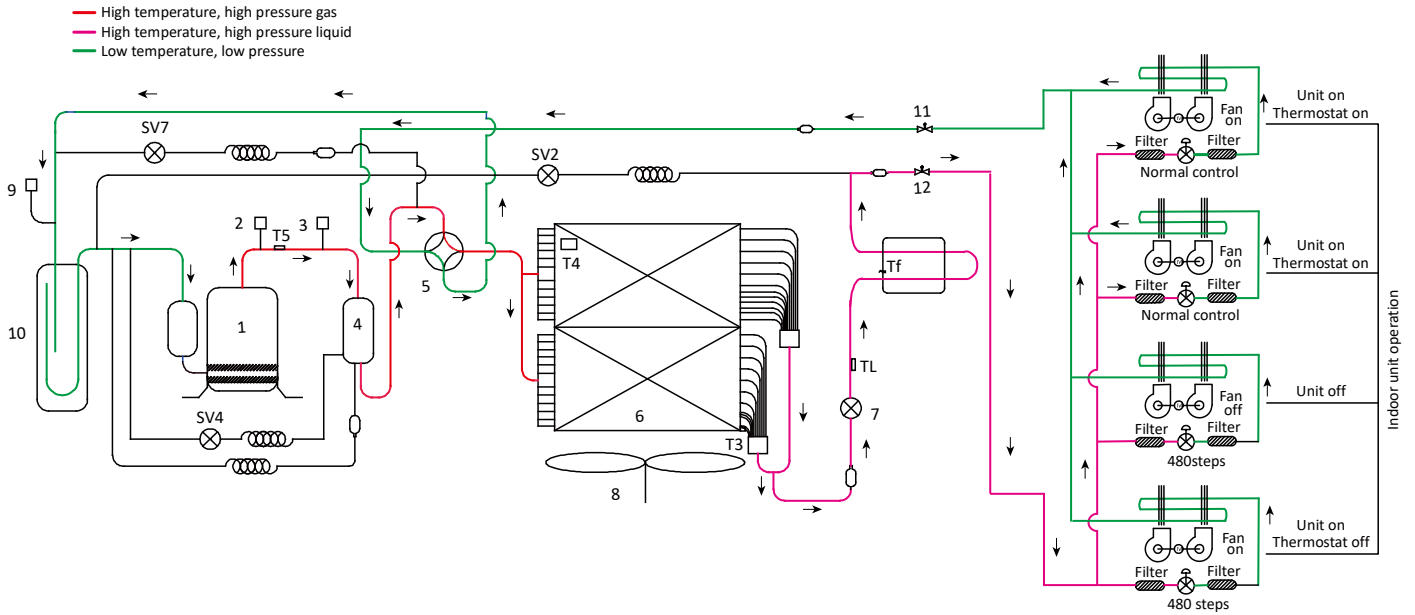 High temperature, high pressure gas
High temperature, high pressure liquid
Low temperature, low pressure
SV7
SV2
11
12
9
2
T5
3
10
1
4
5
SV4
T4
6
T3
8
Tf
TL
7
Fan
on
Filter
Filter
Normal control
Unit on
Thermostat on
Fan
on
Filter
Filter
Normal control
Unit on
Thermostat on
Fan
off
Filter
Filter
480steps
Unit off
Fan
on
Filter
Filter
480 steps
Unit on
Thermostat off
Indoor unit operation